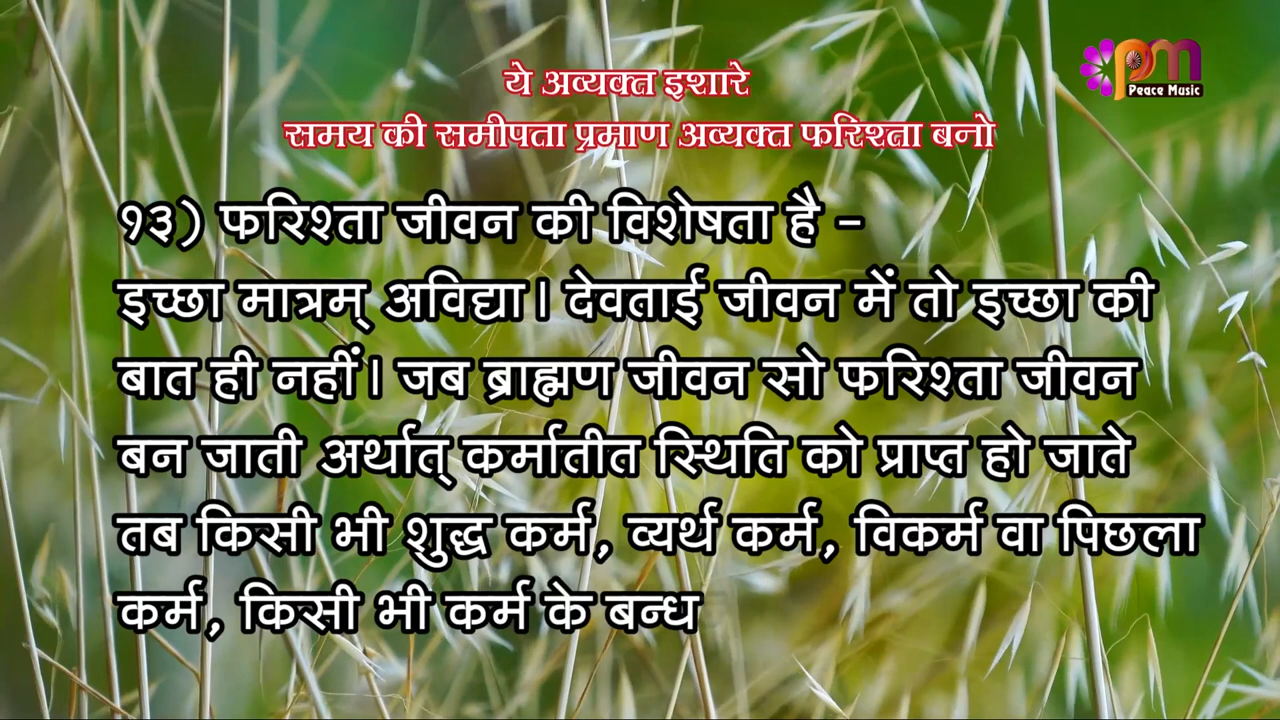 ये अव्यक्त इशारे
समय की समीपता प्रमाण अव्यक्त फरिश्ता बनो
pm
Peace Music
१३) फरिश्ता जीवन की विशेषता है -
इच्छा मात्रम् अविद्या। देवताई जीवन में तो इच्छा की
बात ही नहीं। जब ब्राह्मण जीवन सो फरिश्ता जीवन
बन जाती अर्थात् कर्मातीत स्थिति को प्राप्त हो जाते
तब किसी भी शुद्ध कर्म, व्यर्थ कर्म, विकर्म वा पिछला
कर्म, किसी भी कर्म के बन्ध